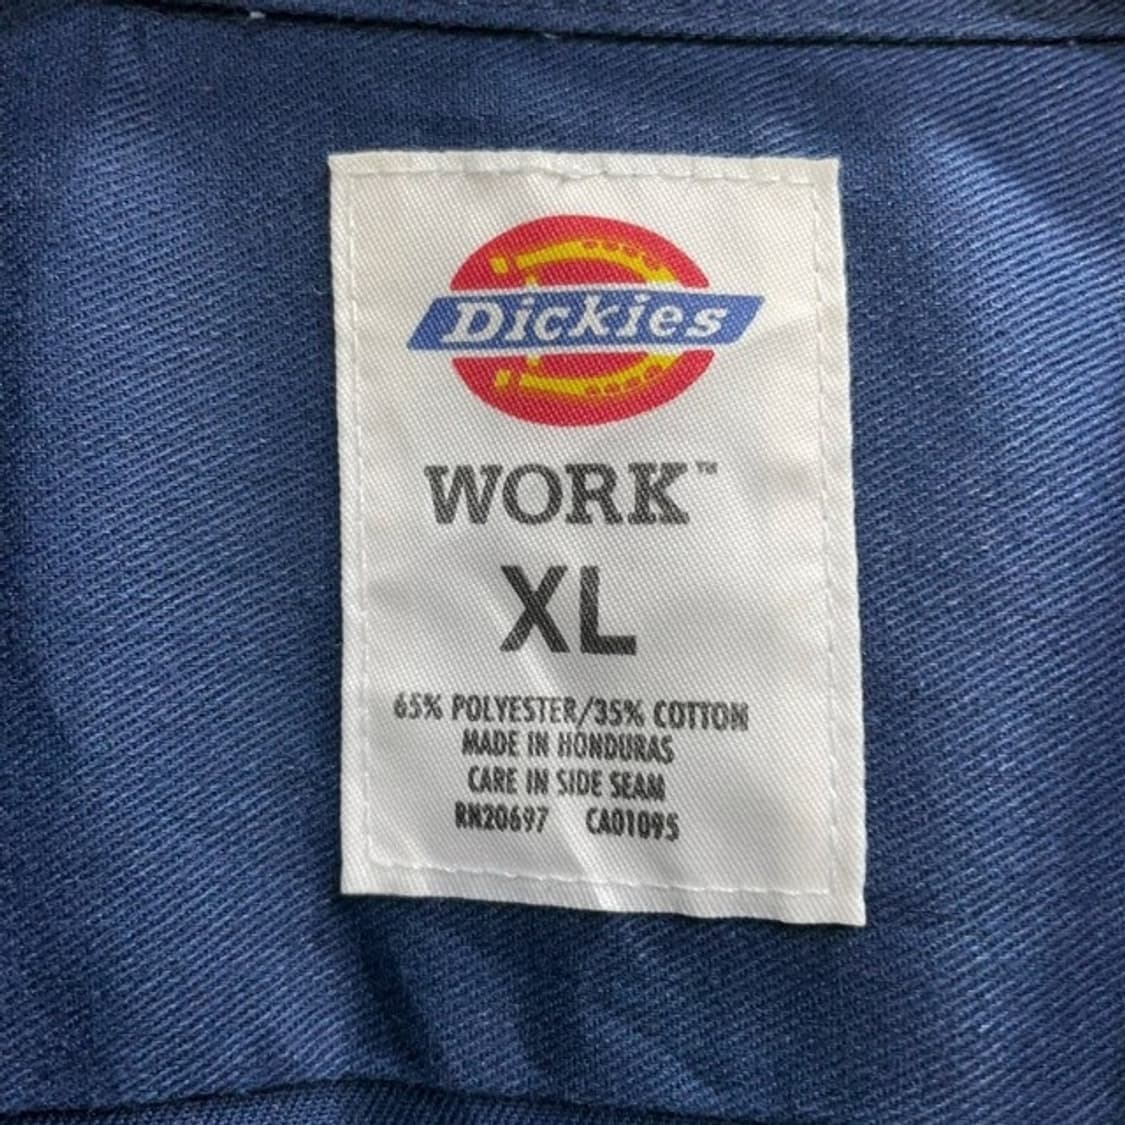 Dickies
WORK™
XL
65% POLYESTER/35% COTTON
MADE IN HONDURAS
CARE IN SIDE SEAM
RN20697 CA01095